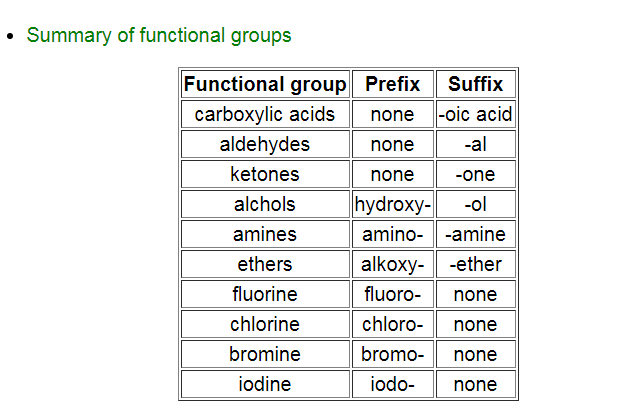 Summary of functional groups
Functional group Prefix Suffix
carboxylic acids none -oic acid
aldehydes none -al
ketones none -one
alchols hydroxy- -ol
amines amino- -amine
ethers alkoxy- -ether
fluorine fluoro- none
chlorine chloro- none
bromine bromo- none
iodine iodo- none